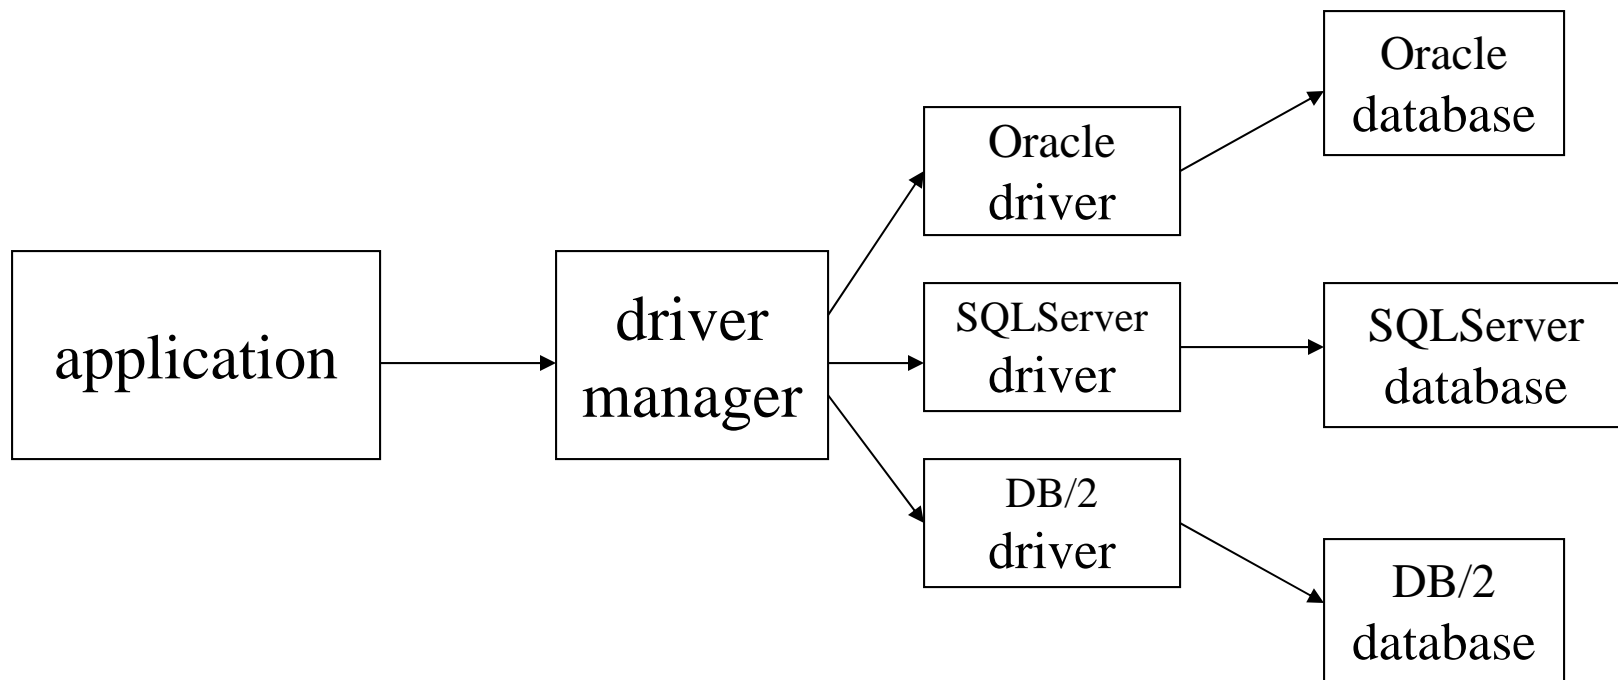 application
driver
manager
Oracle
driver
SQLServer
driver
DB/2
driver
Oracle
database
SQLServer
database
DB/2
database